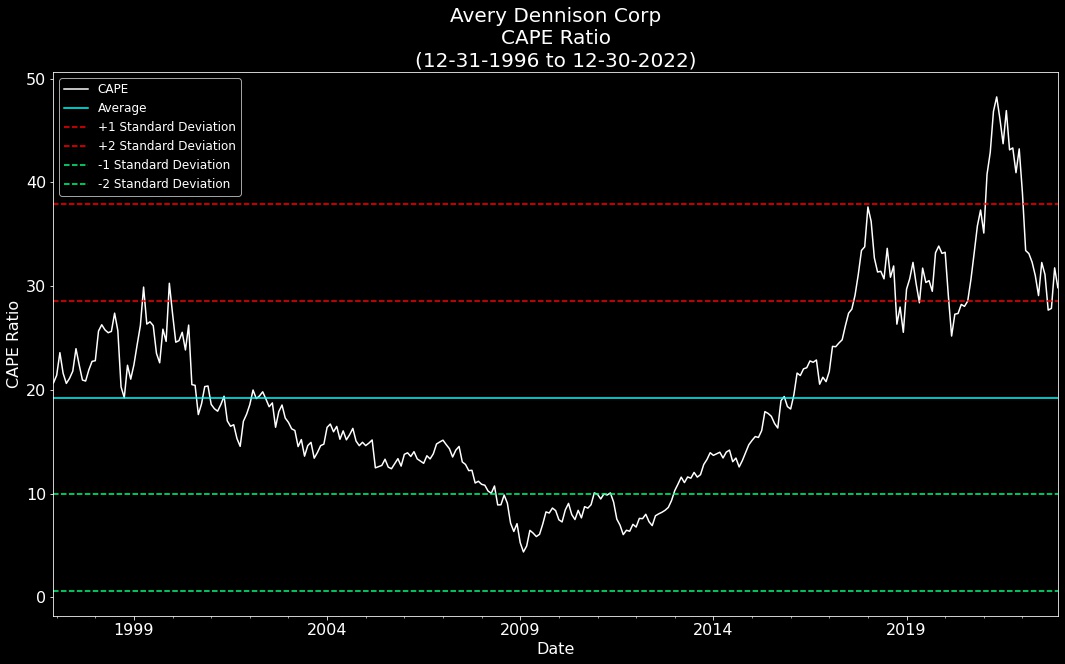 Avery Dennison Corp
CAPE Ratio
(12-31-1996 to 12-30-2022)
CAPE
Average
+1 Standard Deviation
+2 Standard Deviation
-1 Standard Deviation
-2 Standard Deviation
50
40
30
20
10
0
CAPE Ratio
1999
2004
2009
2014
2019
Date